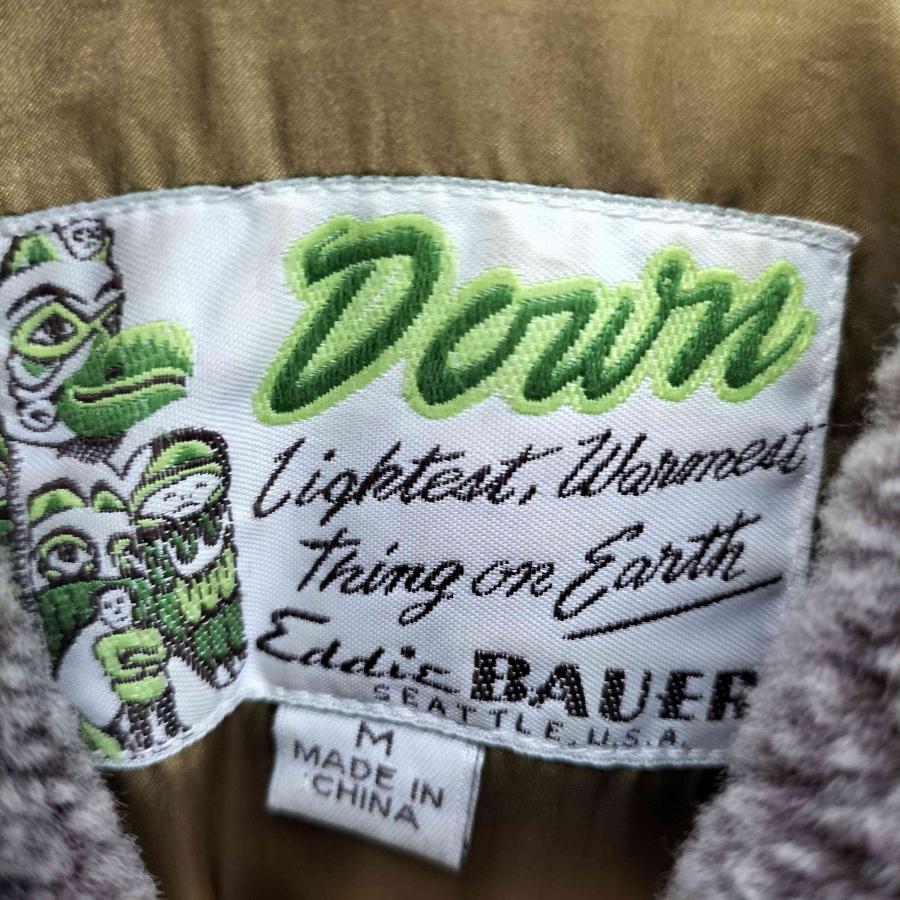 Down
Lightest, Warmest
Thing on Earth
Eddie BAUER
SEATTLE, U.S.A.
M
MADE IN
CHINA